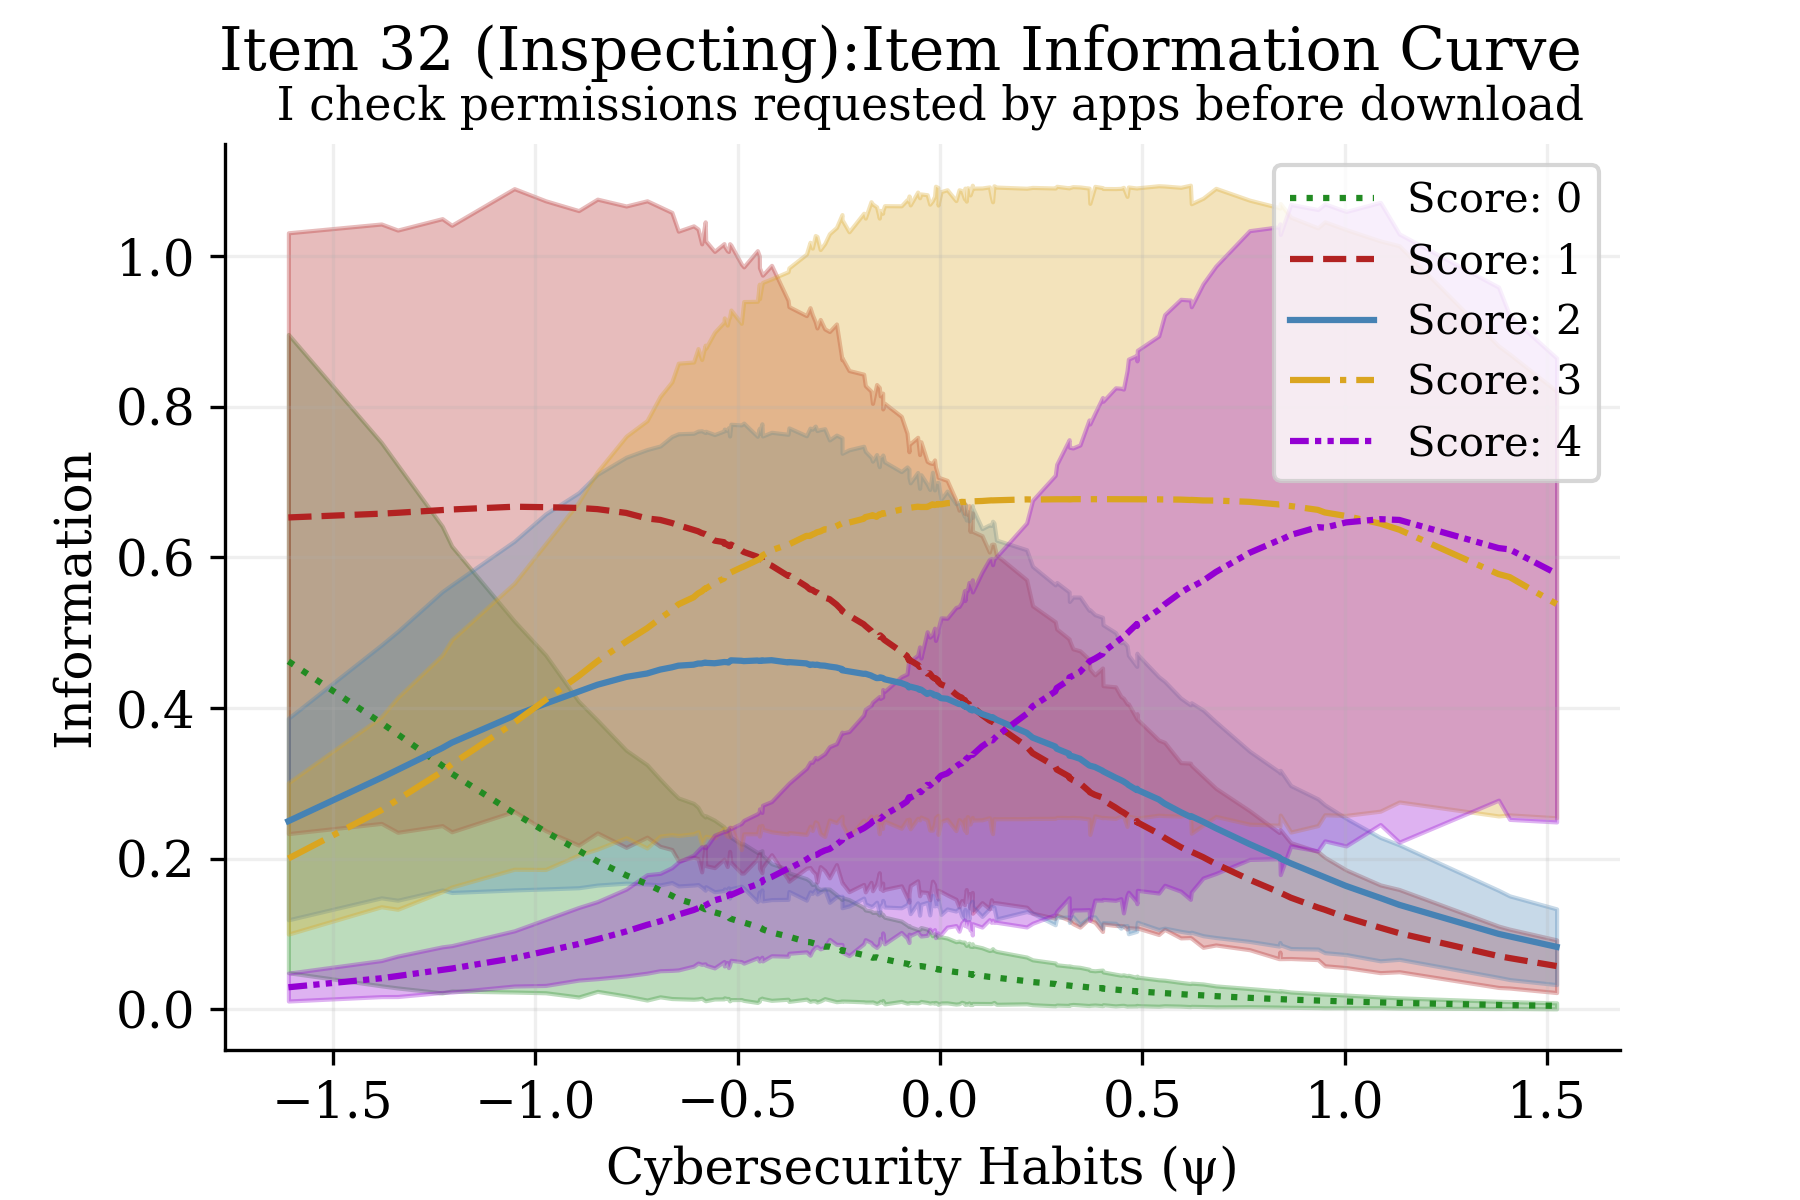 Item 32 (Inspecting):Item Information Curve
I check permissions requested by apps before download
Score: 0
Score: 1
Score: 2
Score: 3
Score: 4
Information
1.0
0.8
0.6
0.4
0.2
0.0
−1.5 −1.0 −0.5 0.0 0.5 1.0 1.5
Cybersecurity Habits (ψ)